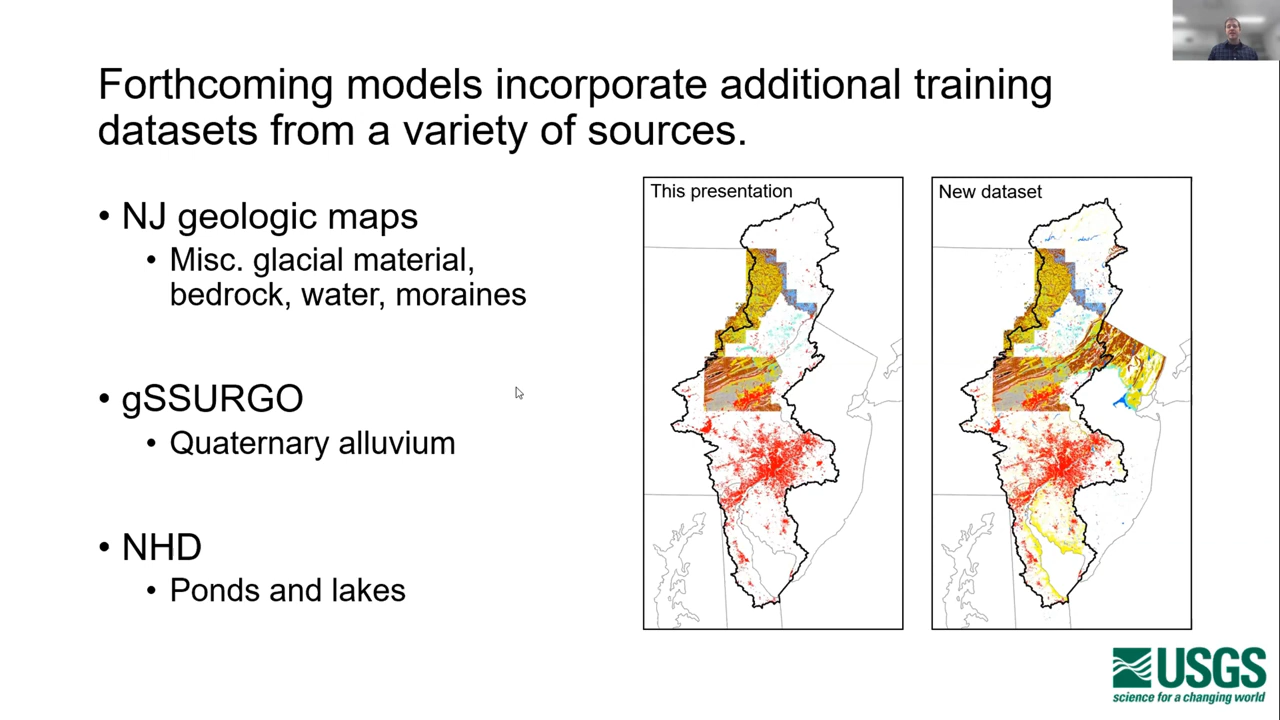 Forthcoming models incorporate additional training
datasets from a variety of sources.
• NJ geologic maps
• Misc. glacial material,
bedrock, water, moraines
• gSSURGO
• Quaternary alluvium
• NHD
• Ponds and lakes
This presentation
New dataset
USGS
science for a changing world